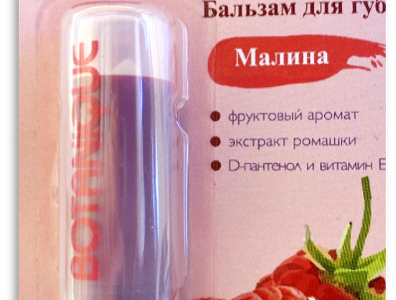 Бальзам для губ
Малина
фруктовый аромат
экстракт ромашки
D-пантенол и витамин Е
BOTANIQUE